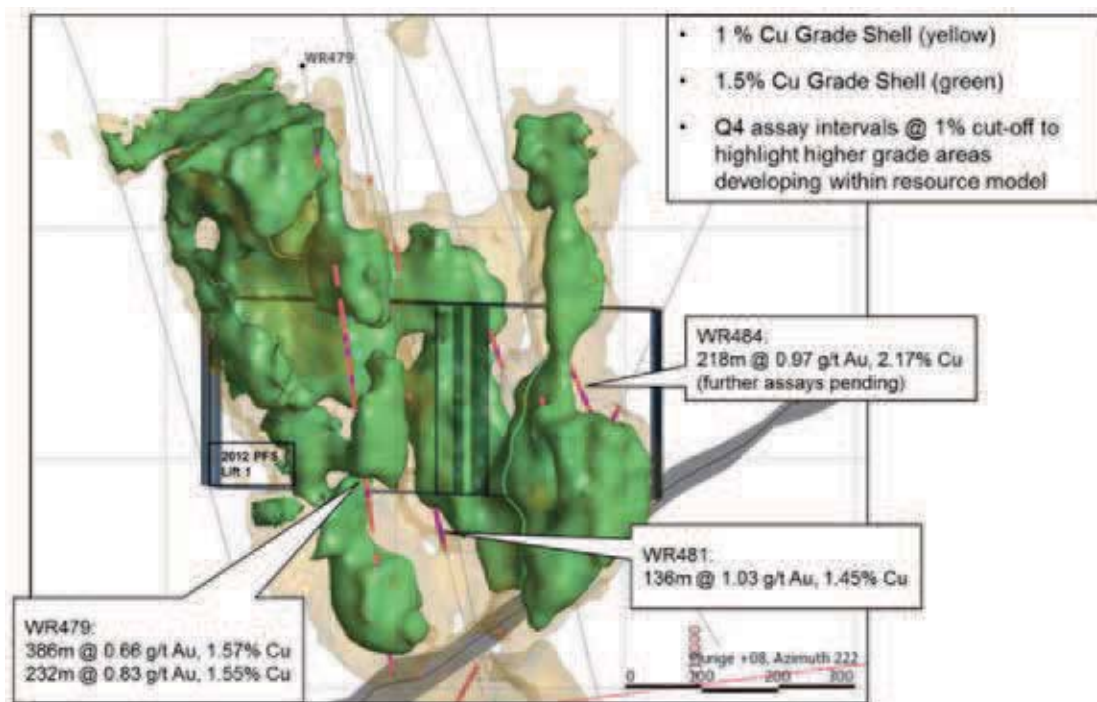 WR479
• 1 % Cu Grade Shell (yellow)
• 1.5% Cu Grade Shell (green)
• Q4 assay intervals @ 1% cut-off to
highlight higher grade areas
developing within resource model
WR484:
218m @ 0.97 g/t Au, 2.17% Cu
(further assays pending)
2012 PFS
Lift 1
WR481:
136m @ 1.03 g/t Au, 1.45% Cu
WR479:
386m @ 0.66 g/t Au, 1.57% Cu
232m @ 0.83 g/t Au, 1.55% Cu
Plunge +08, Azimuth 222
0 100 200 300